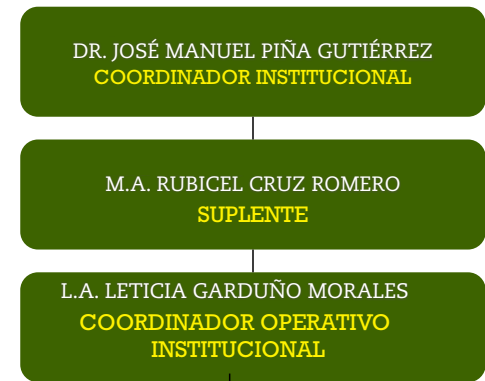 DR. JOSÉ MANUEL PIÑA GUTIÉRREZ
COORDINADOR INSTITUCIONAL
M.A. RUBICEL CRUZ ROMERO
SUPLENTE
L.A. LETICIA GARDUÑO MORALES
COORDINADOR OPERATIVO
INSTITUCIONAL